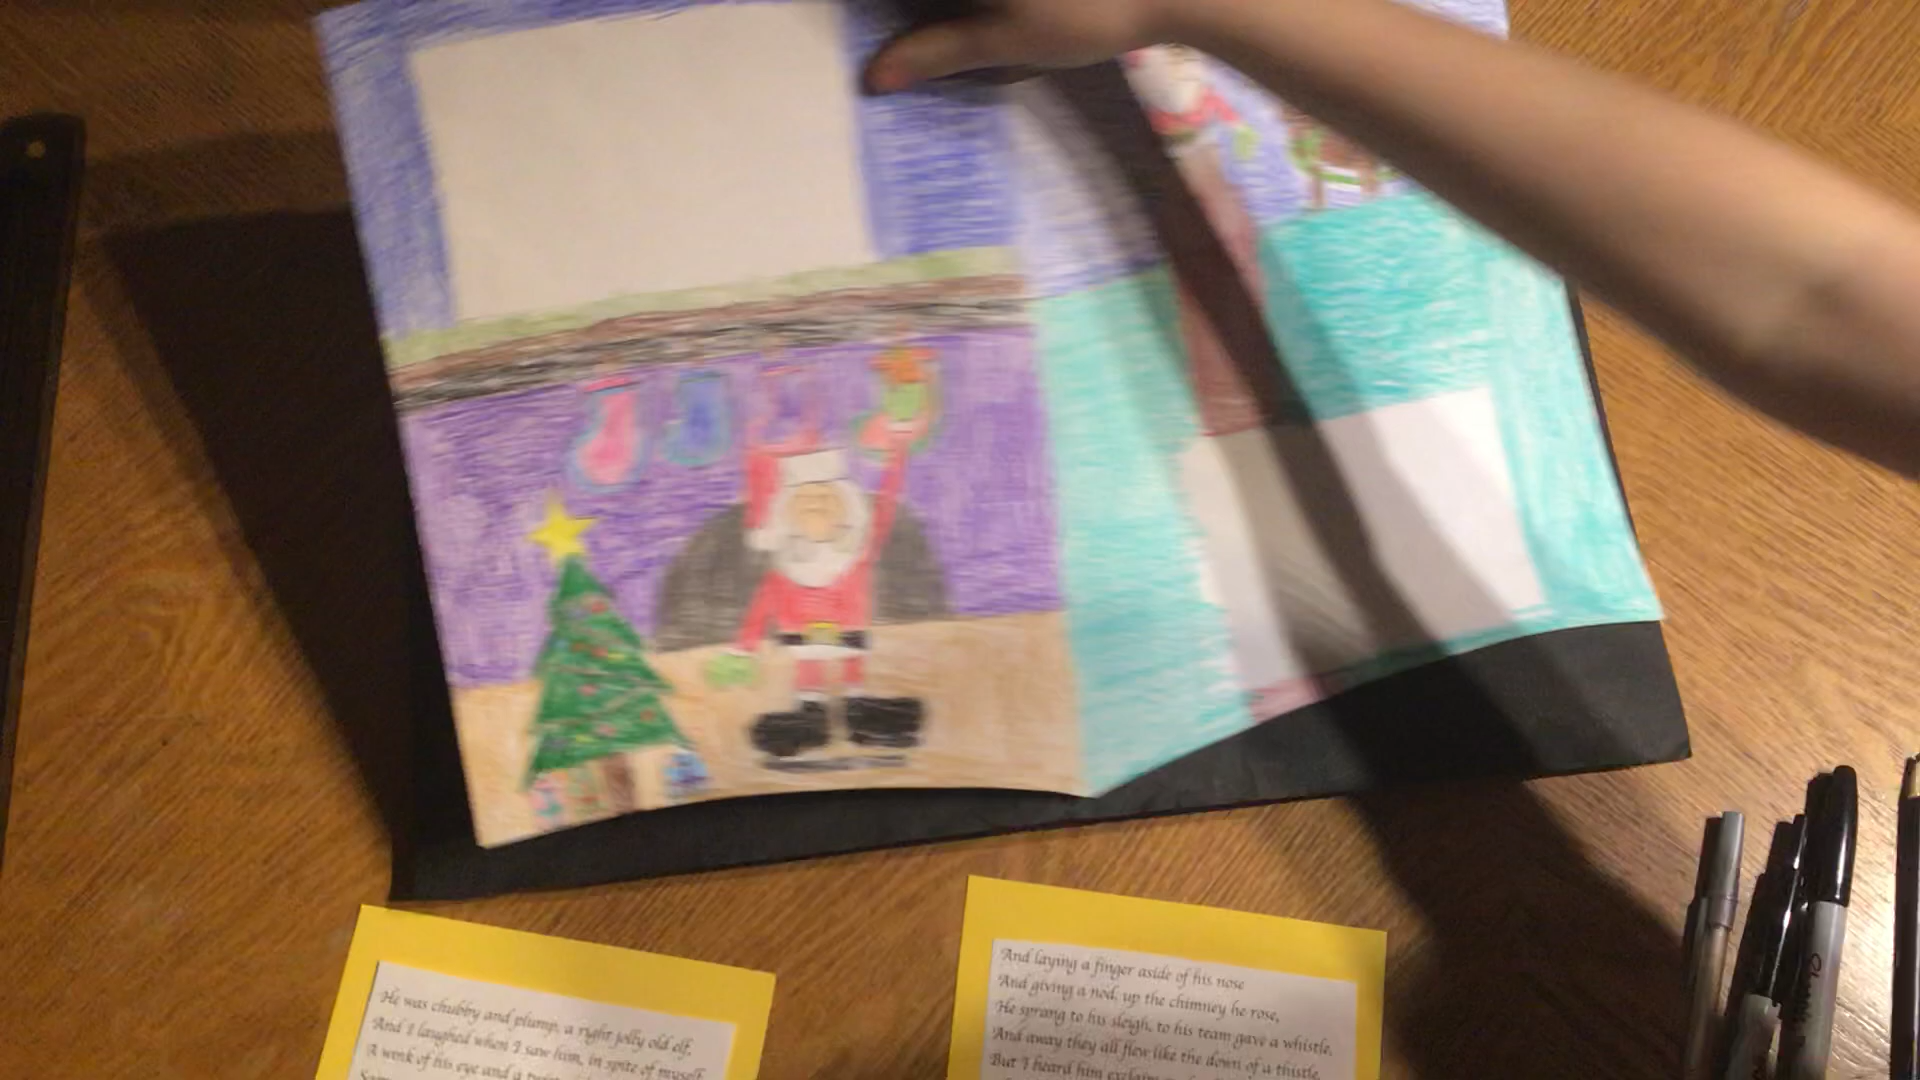 He was chubby and plump, a right jolly old elf,
And I laughed when I saw him, in spite of myself.
A wink of his eye and a
And laying a finger aside of his nose
And giving a nod, up the chimney he rose,
He sprang to his sleigh, to his team gave a whistle,
And away they all flew like the down of a thistle,
But I heard him exclaim